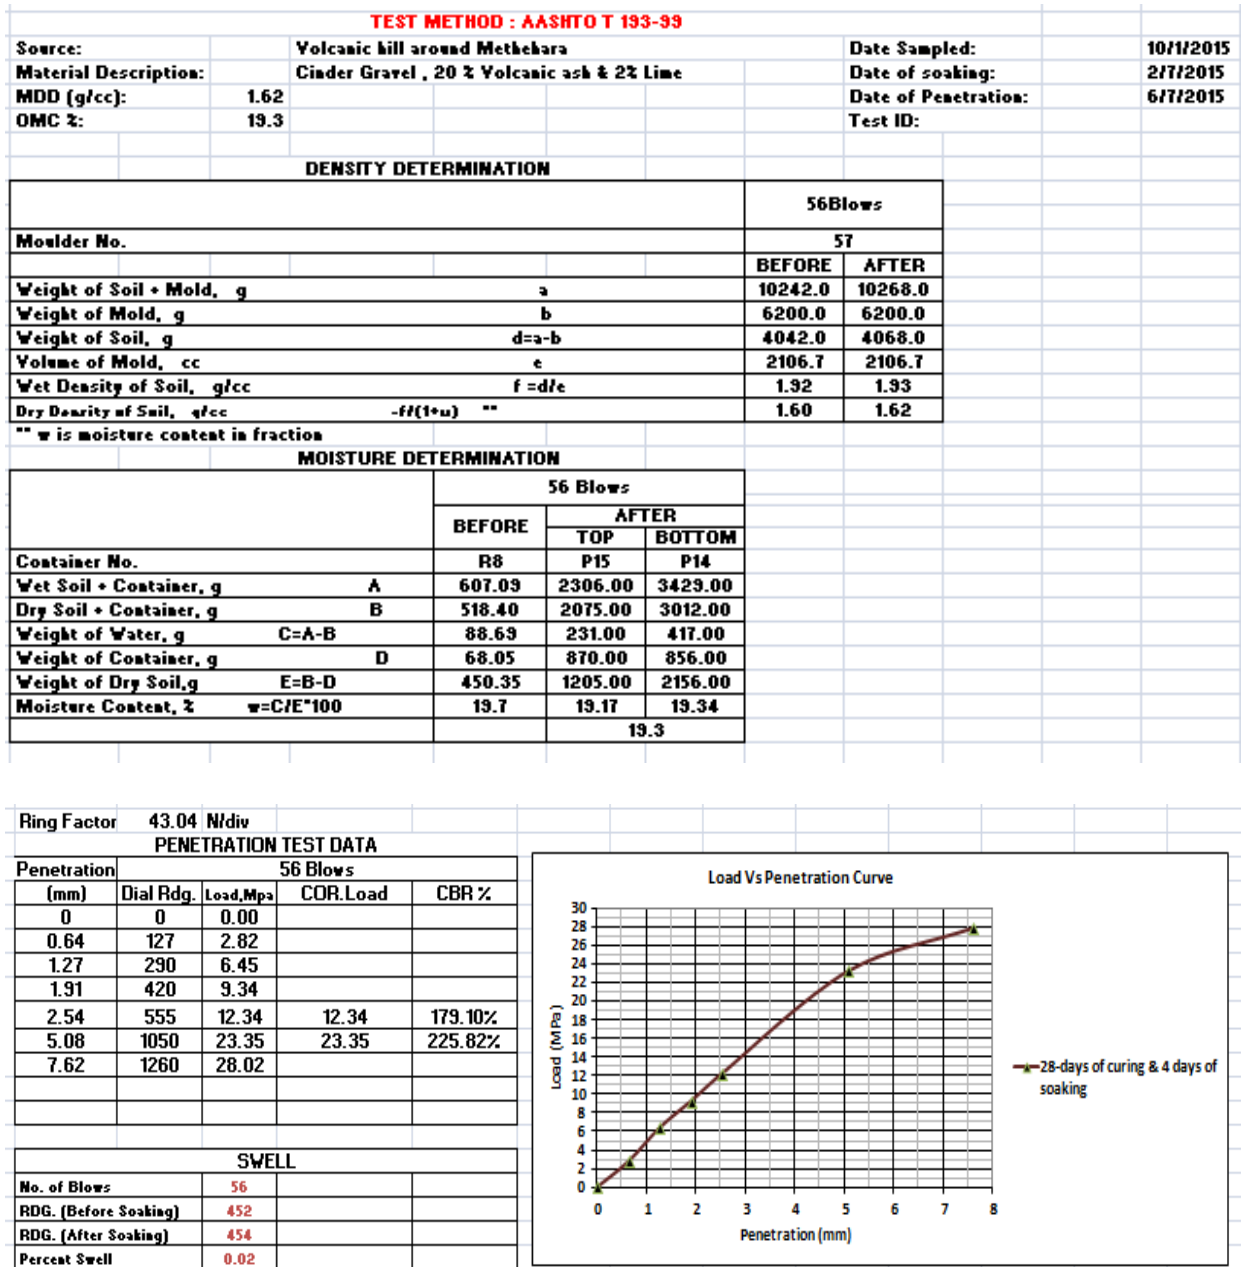 TEST METHOD : AASHTO T 193-99
Source: Volcanic hill around Methehara Date Sampled: 10/1/2015
Material Description: Cinder Gravel , 20 % Volcanic ash & 2% Lime Date of soaking: 2/7/2015
MDD (g/cc): 1.62 Date of Penetration: 6/7/2015
OMC %: 19.3 Test ID:
DENSITY DETERMINATION
56Blows
Moulder No. 57
BEFORE AFTER
Weight of Soil + Mold, g a 10242.0 10268.0
Weight of Mold, g b 6200.0 6200.0
Weight of Soil, g d=a-b 4042.0 4068.0
Volume of Mold, cc e 2106.7 2106.7
Wet Density of Soil, g/cc f =d/e 1.92 1.93
Dry Density of Soil, g/cc =f/(1+w) ** 1.60 1.62
** w is moisture content in fraction
MOISTURE DETERMINATION
56 Blows
BEFORE AFTER
TOP BOTTOM
Container No. R8 P15 P14
Wet Soil + Container, g A 607.09 2306.00 3429.00
Dry Soil + Container, g B 518.40 2075.00 3012.00
Weight of Water, g C=A-B 88.69 231.00 417.00
Weight of Container, g D 68.05 870.00 856.00
Weight of Dry Soil,g E=B-D 450.35 1205.00 2156.00
Moisture Content, % w=C/E*100 19.7 19.17 19.34
19.3
Ring Factor 43.04 N/div
PENETRATION TEST DATA
Penetration 56 Blows
(mm) Dial Rdg. Load,Mpa COR.Load CBR %
0 0 0.00
0.64 127 2.82
1.27 290 6.45
1.91 420 9.34
2.54 555 12.34 12.34 179.10%
5.08 1050 23.35 23.35 225.82%
7.62 1260 28.02
SWELL
No. of Blows 56
RDG. (Before Soaking) 452
RDG. (After Soaking) 454
Percent Swell 0.02
Load Vs Penetration Curve
30
28
26
24
22
20
18
16
14
12
10
8
6
4
2
0
Load (MPa)
0 1 2 3 4 5 6 7 8
Penetration (mm)
28-days of curing & 4 days of
soaking